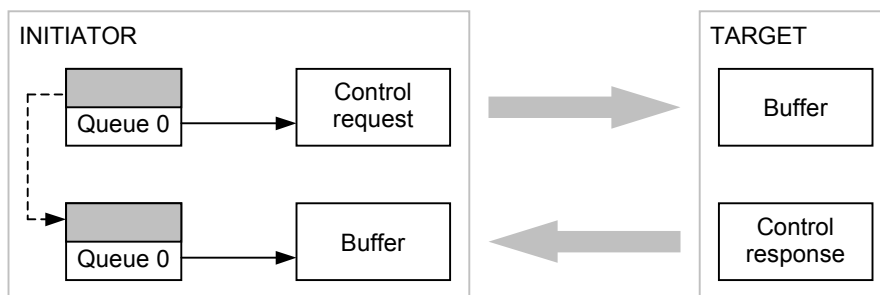 INITIATOR
TARGET
Queue 0
Control
request
Buffer
Queue 0
Buffer
Control
response